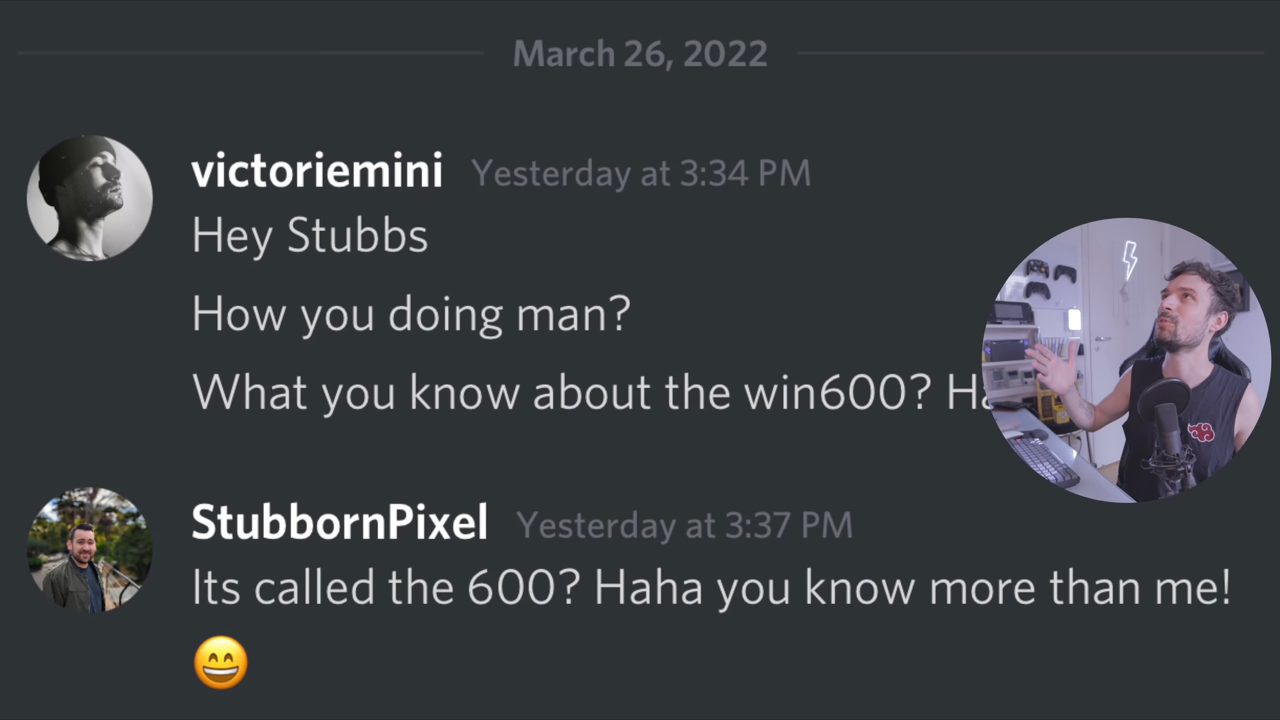 March 26, 2022
victoriemini Yesterday at 3:34 PM
Hey Stubbs
How you doing man?
What you know about the win600?
StubbornPixel Yesterday at 3:37 PM
Its called the 600? Haha you know more than me!
😄